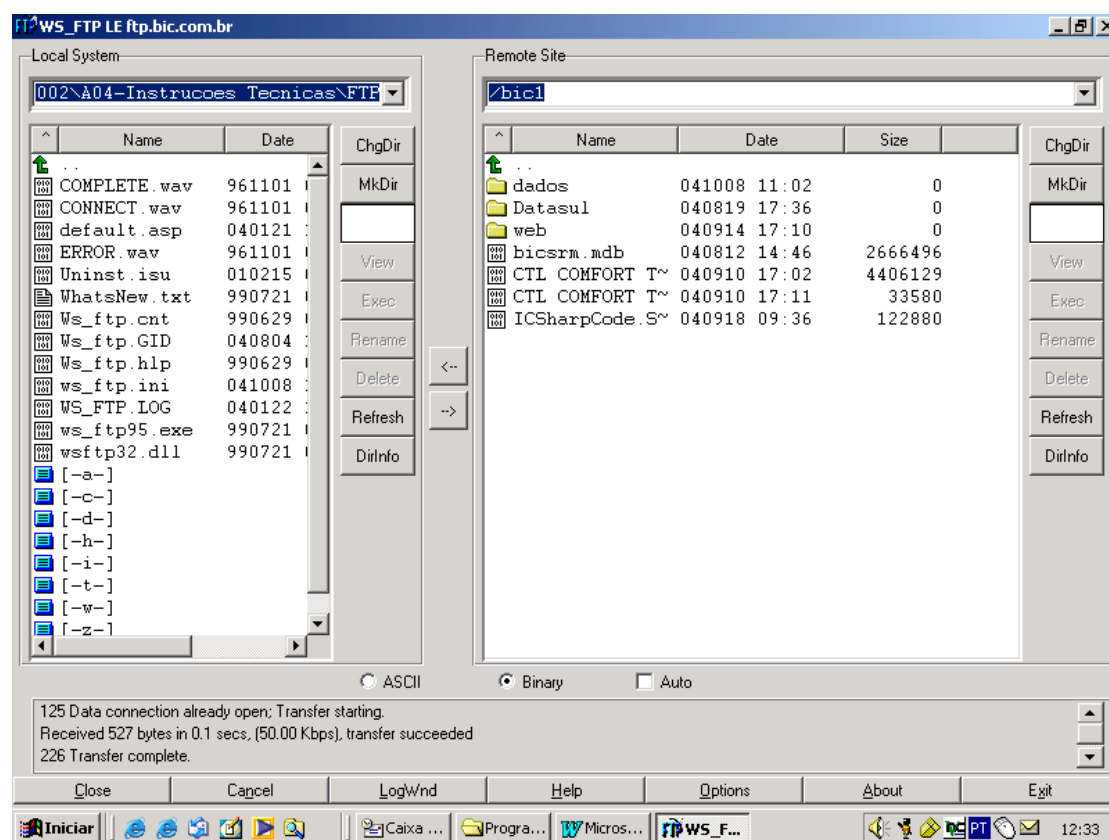 WS_FTP LE ftp.bic.com.br
Local System
002\A04-Instrucoes Tecnicas\FTP
^ Name Date
..
COMPLETE.wav 961101
CONNECT.wav 961101
default.asp 040121
ERROR.wav 961101
Uninst.isu 010215
WhatsNew.txt 990721
Ws_ftp.cnt 990629
Ws_ftp.GID 040804
Ws_ftp.hlp 990629
ws_ftp.ini 041008
WS_FTP.LOG 040122
ws_ftp95.exe 990721
wsftp32.dll 990721
[-a-]
[-c-]
[-d-]
[-h-]
[-i-]
[-t-]
[-w-]
[-z-]
ChgDir
MkDir
View
Exec
Rename
Delete
Refresh
DirInfo
<--
-->
Remote Site
/bic1
^ Name Date Size
..
dados 041008 11:02 0
Datasul 040819 17:36 0
web 040914 17:10 0
bicsrm.mdb 040812 14:46 2666496
CTL COMFORT T~ 040910 17:02 4406129
CTL COMFORT T~ 040910 17:11 33580
ICSharpCode.S~ 040918 09:36 122880
ChgDir
MkDir
View
Exec
Rename
Delete
Refresh
DirInfo
ASCII Binary Auto
125 Data connection already open; Transfer starting.
Received 527 bytes in 0.1 secs, (50.00 Kbps), transfer succeeded
226 Transfer complete.
Close Cancel LogWnd Help Options About Exit
Iniciar Caixa ... Progra... Micros... WS_F... PT 12:33